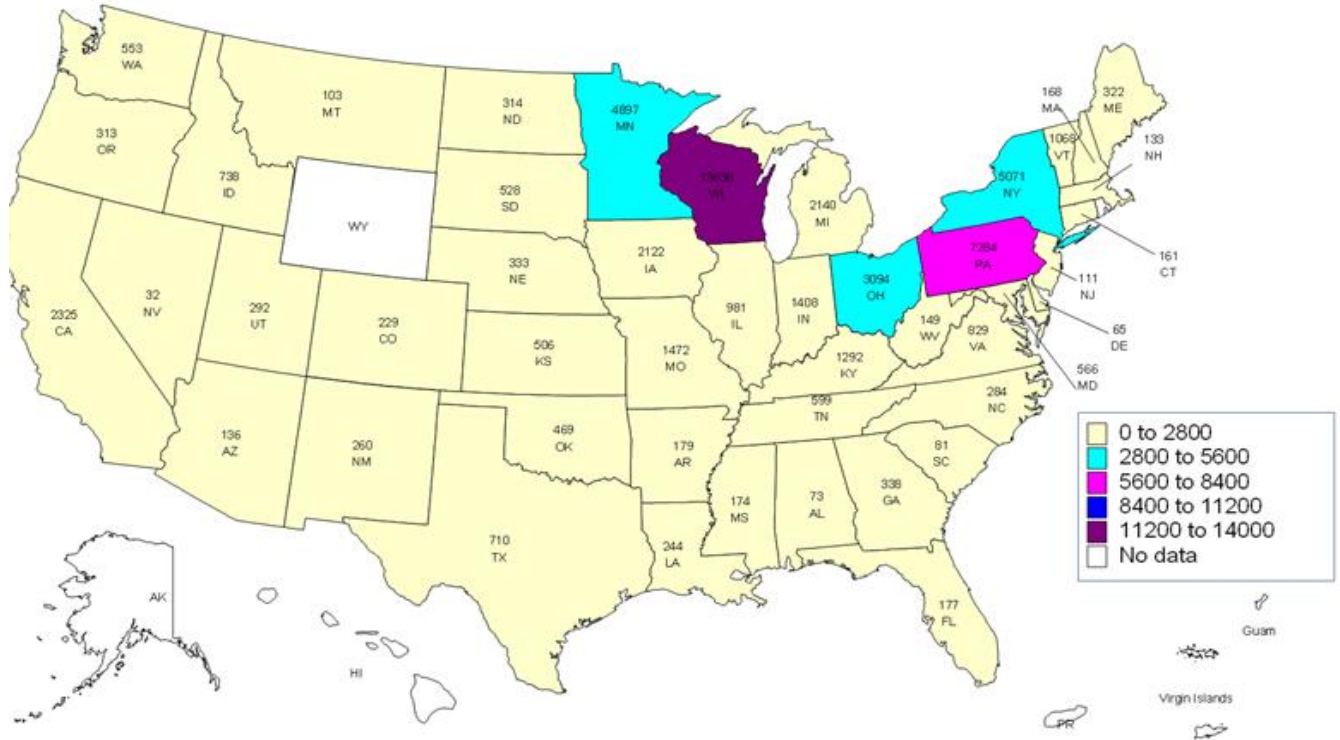 553
WA
103
MT
314
ND
4897
MN
168
MA
322
ME
313
OR
738
ID
1068
VT
133
NH
WI
528
SD
5071
NY
WY
2140
MI
2122
IA
333
NE
7284
PA
161
CT
3094
OH
111
NJ
2325
CA
32
NV
292
UT
229
CO
981
IL
1408
IN
149
WV
829
VA
65
DE
506
KS
1472
MO
1292
KY
566
MD
599
TN
284
NC
136
AZ
260
NM
469
OK
179
AR
81
SC
174
MS
73
AL
338
GA
710
TX
244
LA
177
FL
0 to 2800
2800 to 5600
5600 to 8400
8400 to 11200
11200 to 14000
No data
AK
HI
Guam
Virgin Islands
PR